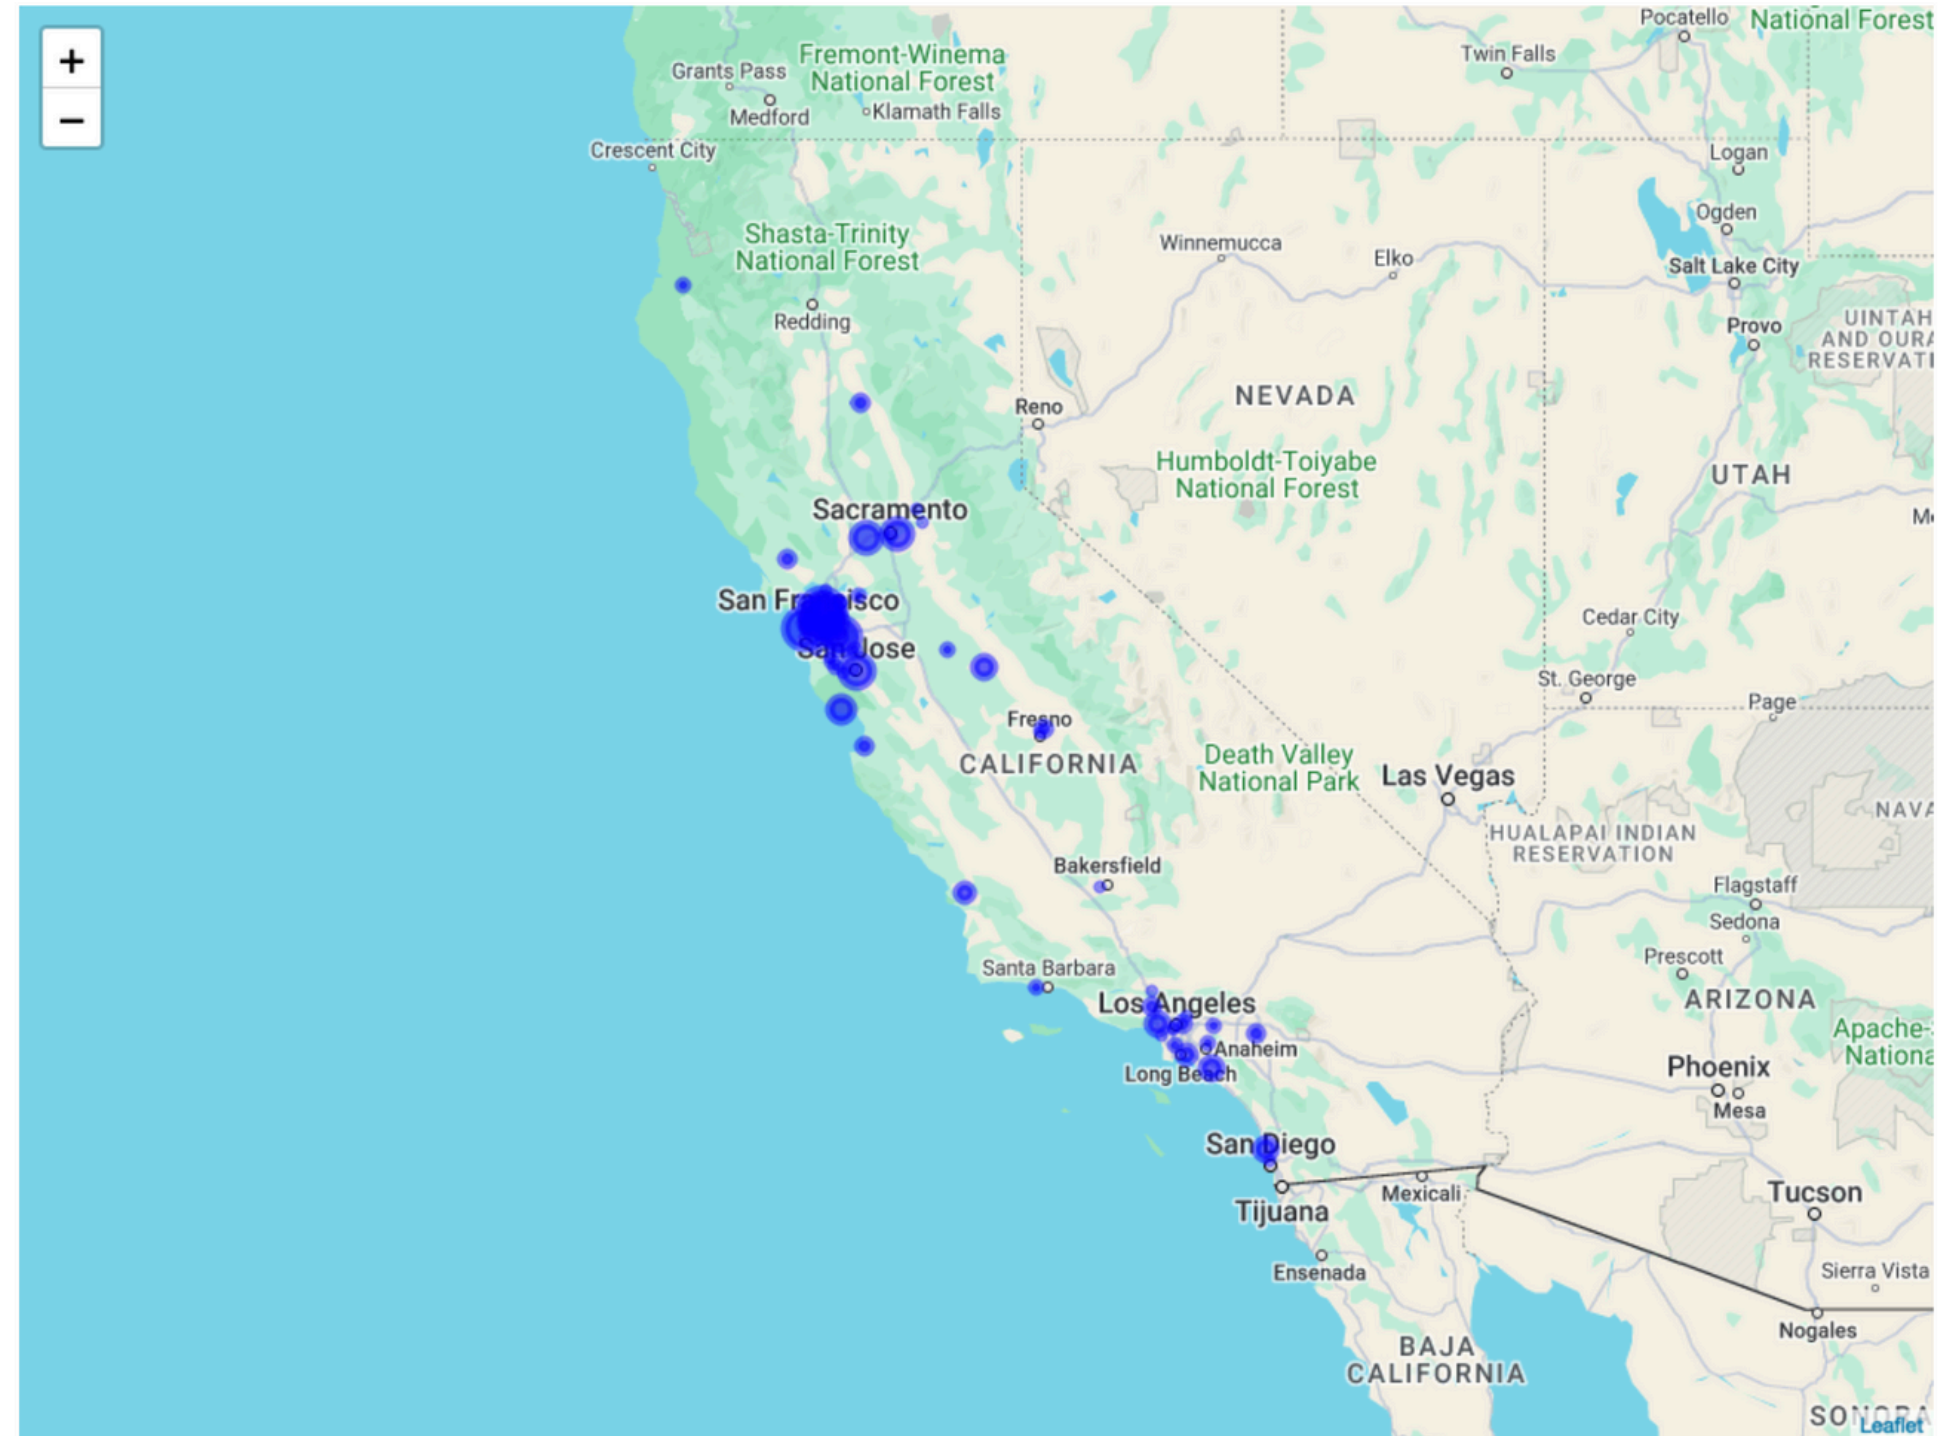 +
−
Pocatello
National Forest
Twin Falls
Fremont-Winema
National Forest
Grants Pass
Medford
Klamath Falls
Crescent City
Logan
Shasta-Trinity
National Forest
Ogden
Winnemucca
Elko
Salt Lake City
Redding
Provo
UINTAH
AND OURA
RESERVATI
NEVADA
Reno
Humboldt-Toiyabe
National Forest
UTAH
Sacramento
San Francisco
San Jose
Cedar City
St. George
Page
Fresno
CALIFORNIA
Death Valley
National Park
Las Vegas
NAVA
HUALAPAI INDIAN
RESERVATION
Bakersfield
Flagstaff
Sedona
Prescott
Santa Barbara
ARIZONA
Los Angeles
Apache-
Nationa
Anaheim
Long Beach
Phoenix
Mesa
San Diego
Mexicali
Tucson
Tijuana
Ensenada
Sierra Vista
Nogales
BAJA
CALIFORNIA
SONORA
Leaflet